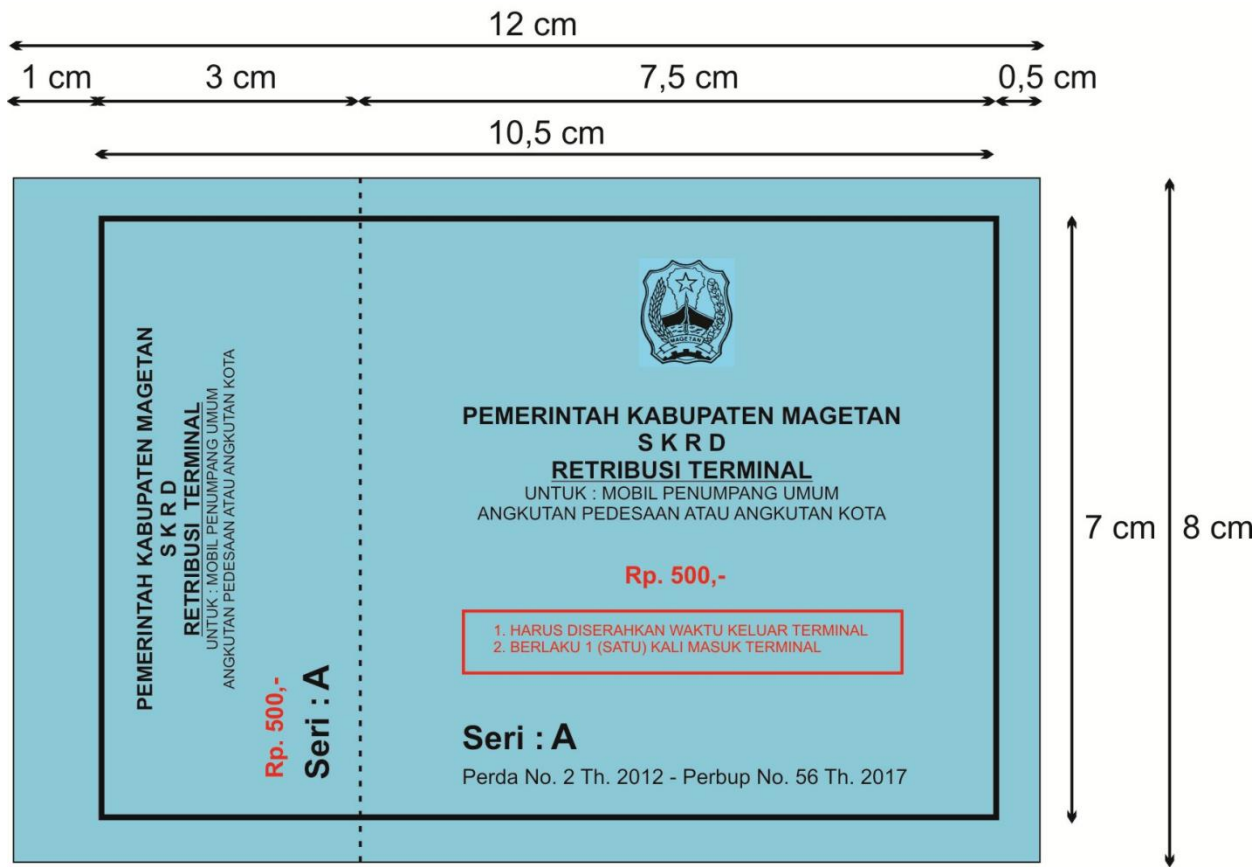 12 cm
1 cm
3 cm
7,5 cm
0,5 cm
10,5 cm
PEMERINTAH KABUPATEN MAGETAN
S K R D
RETRIBUSI TERMINAL
UNTUK : MOBIL PENUMPANG UMUM
ANGKUTAN PEDESAAN ATAU ANGKUTAN KOTA
Rp. 500,-
Seri : A
MAGETAN
PEMERINTAH KABUPATEN MAGETAN
S K R D
RETRIBUSI TERMINAL
UNTUK : MOBIL PENUMPANG UMUM
ANGKUTAN PEDESAAN ATAU ANGKUTAN KOTA
Rp. 500,-
1. HARUS DISERAHKAN WAKTU KELUAR TERMINAL
2. BERLAKU 1 (SATU) KALI MASUK TERMINAL
Seri : A
Perda No. 2 Th. 2012 - Perbup No. 56 Th. 2017
7 cm
8 cm